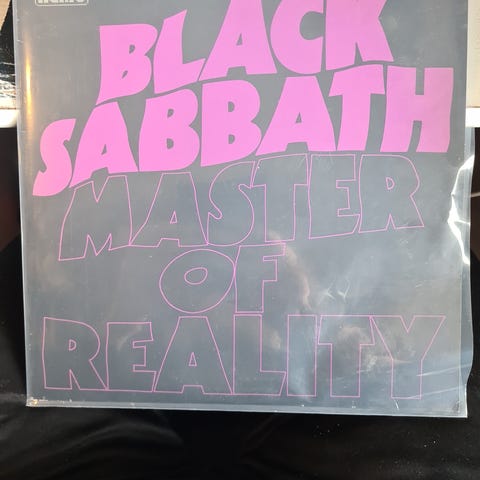 BLACK
SABBATH
MASTER
OF
REALITY